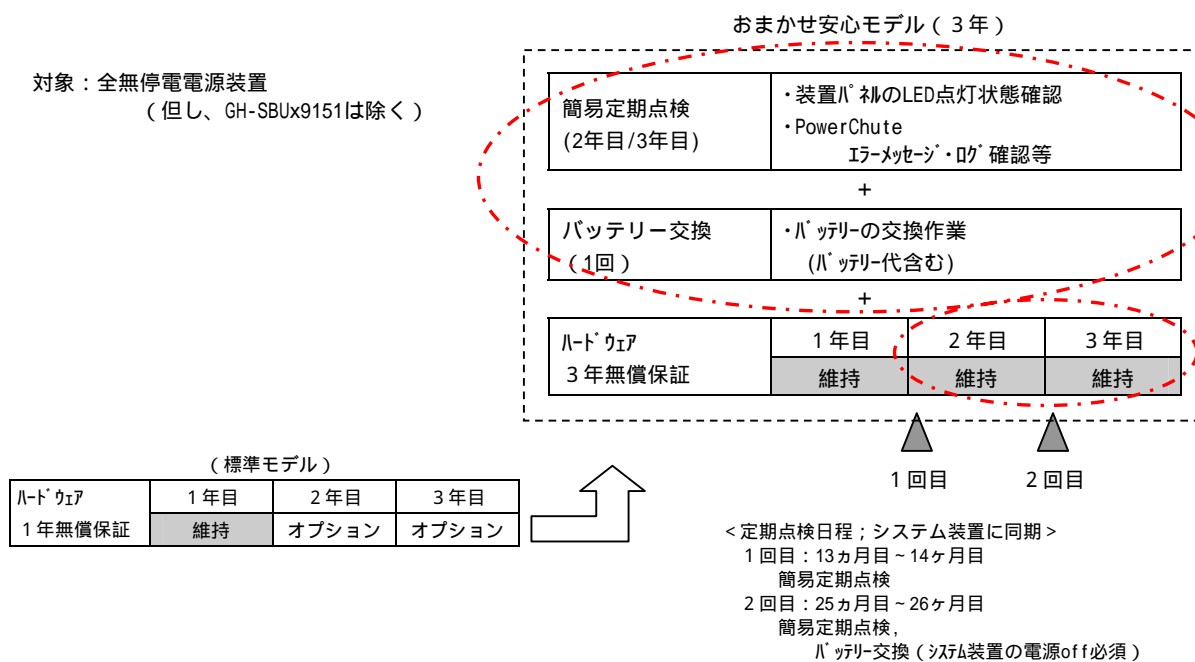 おまかせ安心モデル（３年）
対象：全無停電電源装置
（但し、GH-SBUx9151は除く）
簡易定期点検
(2年目/3年目)
・装置ﾊﾟﾈﾙのLED点灯状態確認
・PowerChute
ｴﾗｰﾒｯｾｰｼﾞ・ﾛｸﾞ確認等
+
バッテリー交換
（1回）
・ﾊﾞｯﾃﾘｰの交換作業
(ﾊﾞｯﾃﾘｰ代含む)
+
ﾊｰﾄﾞｳｪｱ
３年無償保証
１年目 ２年目 ３年目
維持 維持 維持
１回目 ２回目
（標準モデル）
ﾊｰﾄﾞｳｪｱ
１年無償保証
１年目 ２年目 ３年目
維持 オプション オプション
＜定期点検日程；システム装置に同期＞
１回目：13ヵ月目～14ヶ月目
簡易定期点検
２回目：25ヵ月目～26ヶ月目
簡易定期点検,
ﾊﾞｯﾃﾘｰ交換（ｼｽﾃﾑ装置の電源off必須）